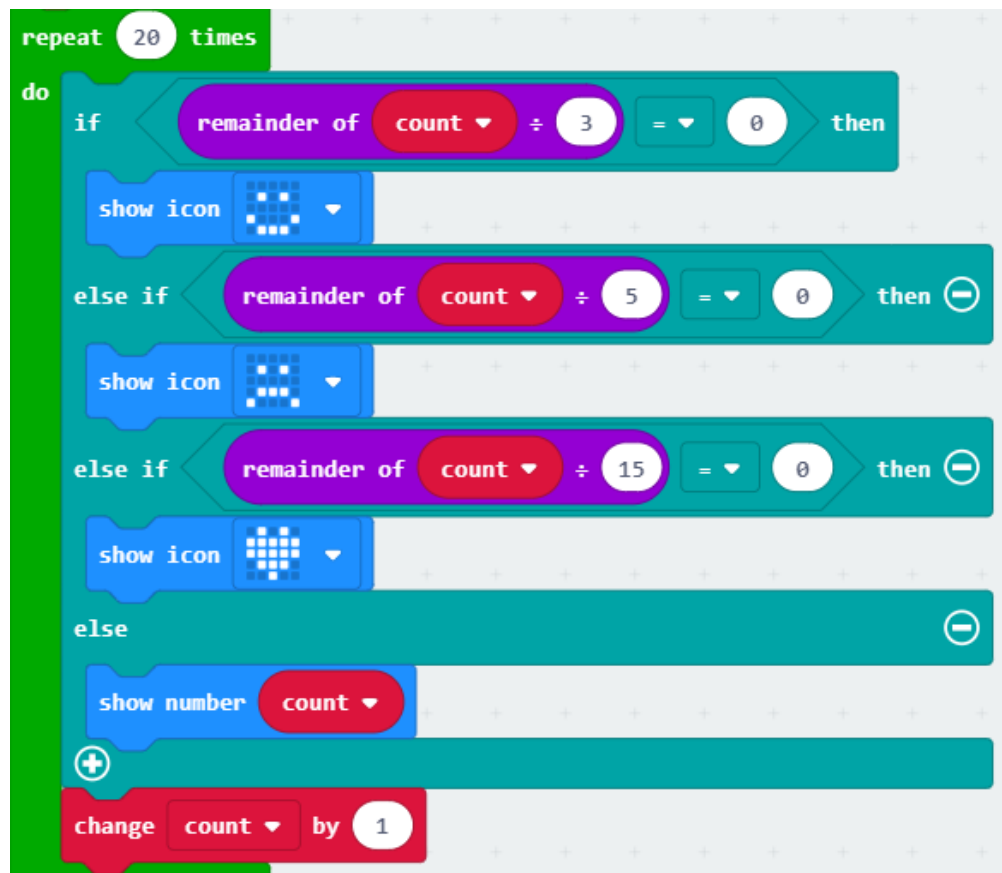 repeat 20 times
do
if remainder of count ÷ 3 = 0 then
show icon
else if remainder of count ÷ 5 = 0 then
show icon
else if remainder of count ÷ 15 = 0 then
show icon
else
show number count
change count by 1